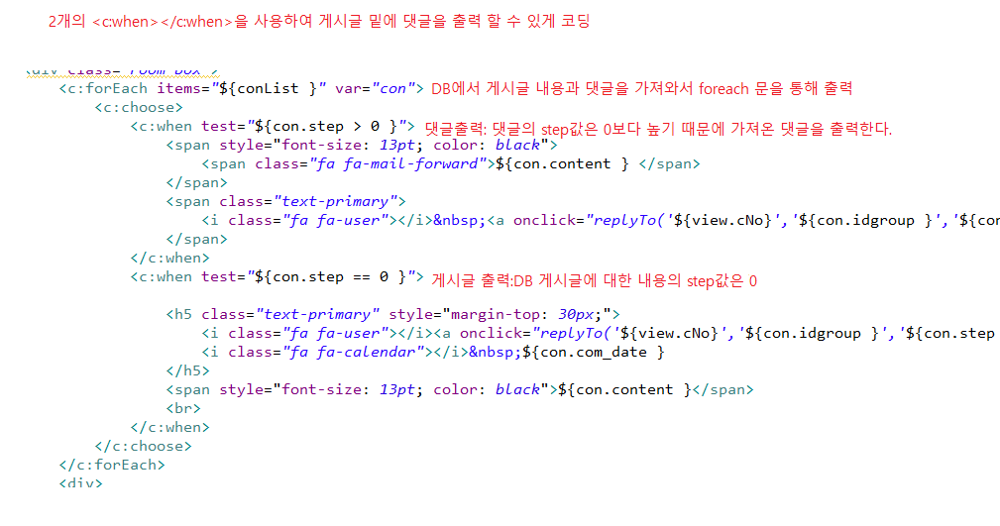 2개의 <c:when></c:when>을 사용하여 게시글 밑에 댓글을 출력 할 수 있게 코딩
<div class="room-box">
<c:forEach items="${conList }" var="con"> DB에서 게시글 내용과 댓글을 가져와서 foreach 문을 통해 출력
<c:choose>
<c:when test="${con.step > 0 }"> 댓글출력: 댓글의 step값은 0보다 높기 때문에 가져온 댓글을 출력한다.
<span style="font-size: 13pt; color: black">
<span class="fa fa-mail-forward">${con.content } </span>
</span>
<span class="text-primary">
<i class="fa fa-user"></i>&nbsp;<a onclick="replyTo('${view.cNo}','${con.idgroup }','${con
</span>
</c:when>
<c:when test="${con.step == 0 }"> 게시글 출력:DB 게시글에 대한 내용의 step값은 0
<h5 class="text-primary" style="margin-top: 30px;">
<i class="fa fa-user"></i><a onclick="replyTo('${view.cNo}','${con.idgroup }','${con.step
<i class="fa fa-calendar"></i>&nbsp;${con.com_date }
</h5>
<span style="font-size: 13pt; color: black">${con.content }</span>
<br>
</c:when>
</c:choose>
</c:forEach>
<div>